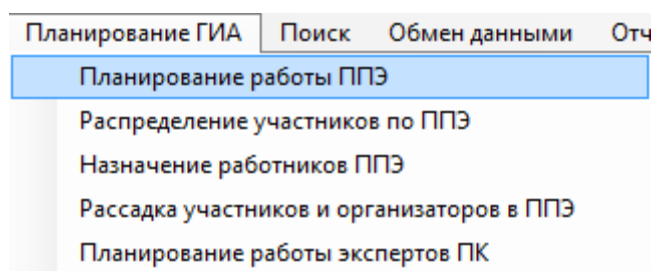 Планирование ГИА Поиск Обмен данными Отч
Планирование работы ППЭ
Распределение участников по ППЭ
Назначение работников ППЭ
Рассадка участников и организаторов в ППЭ
Планирование работы экспертов ПК